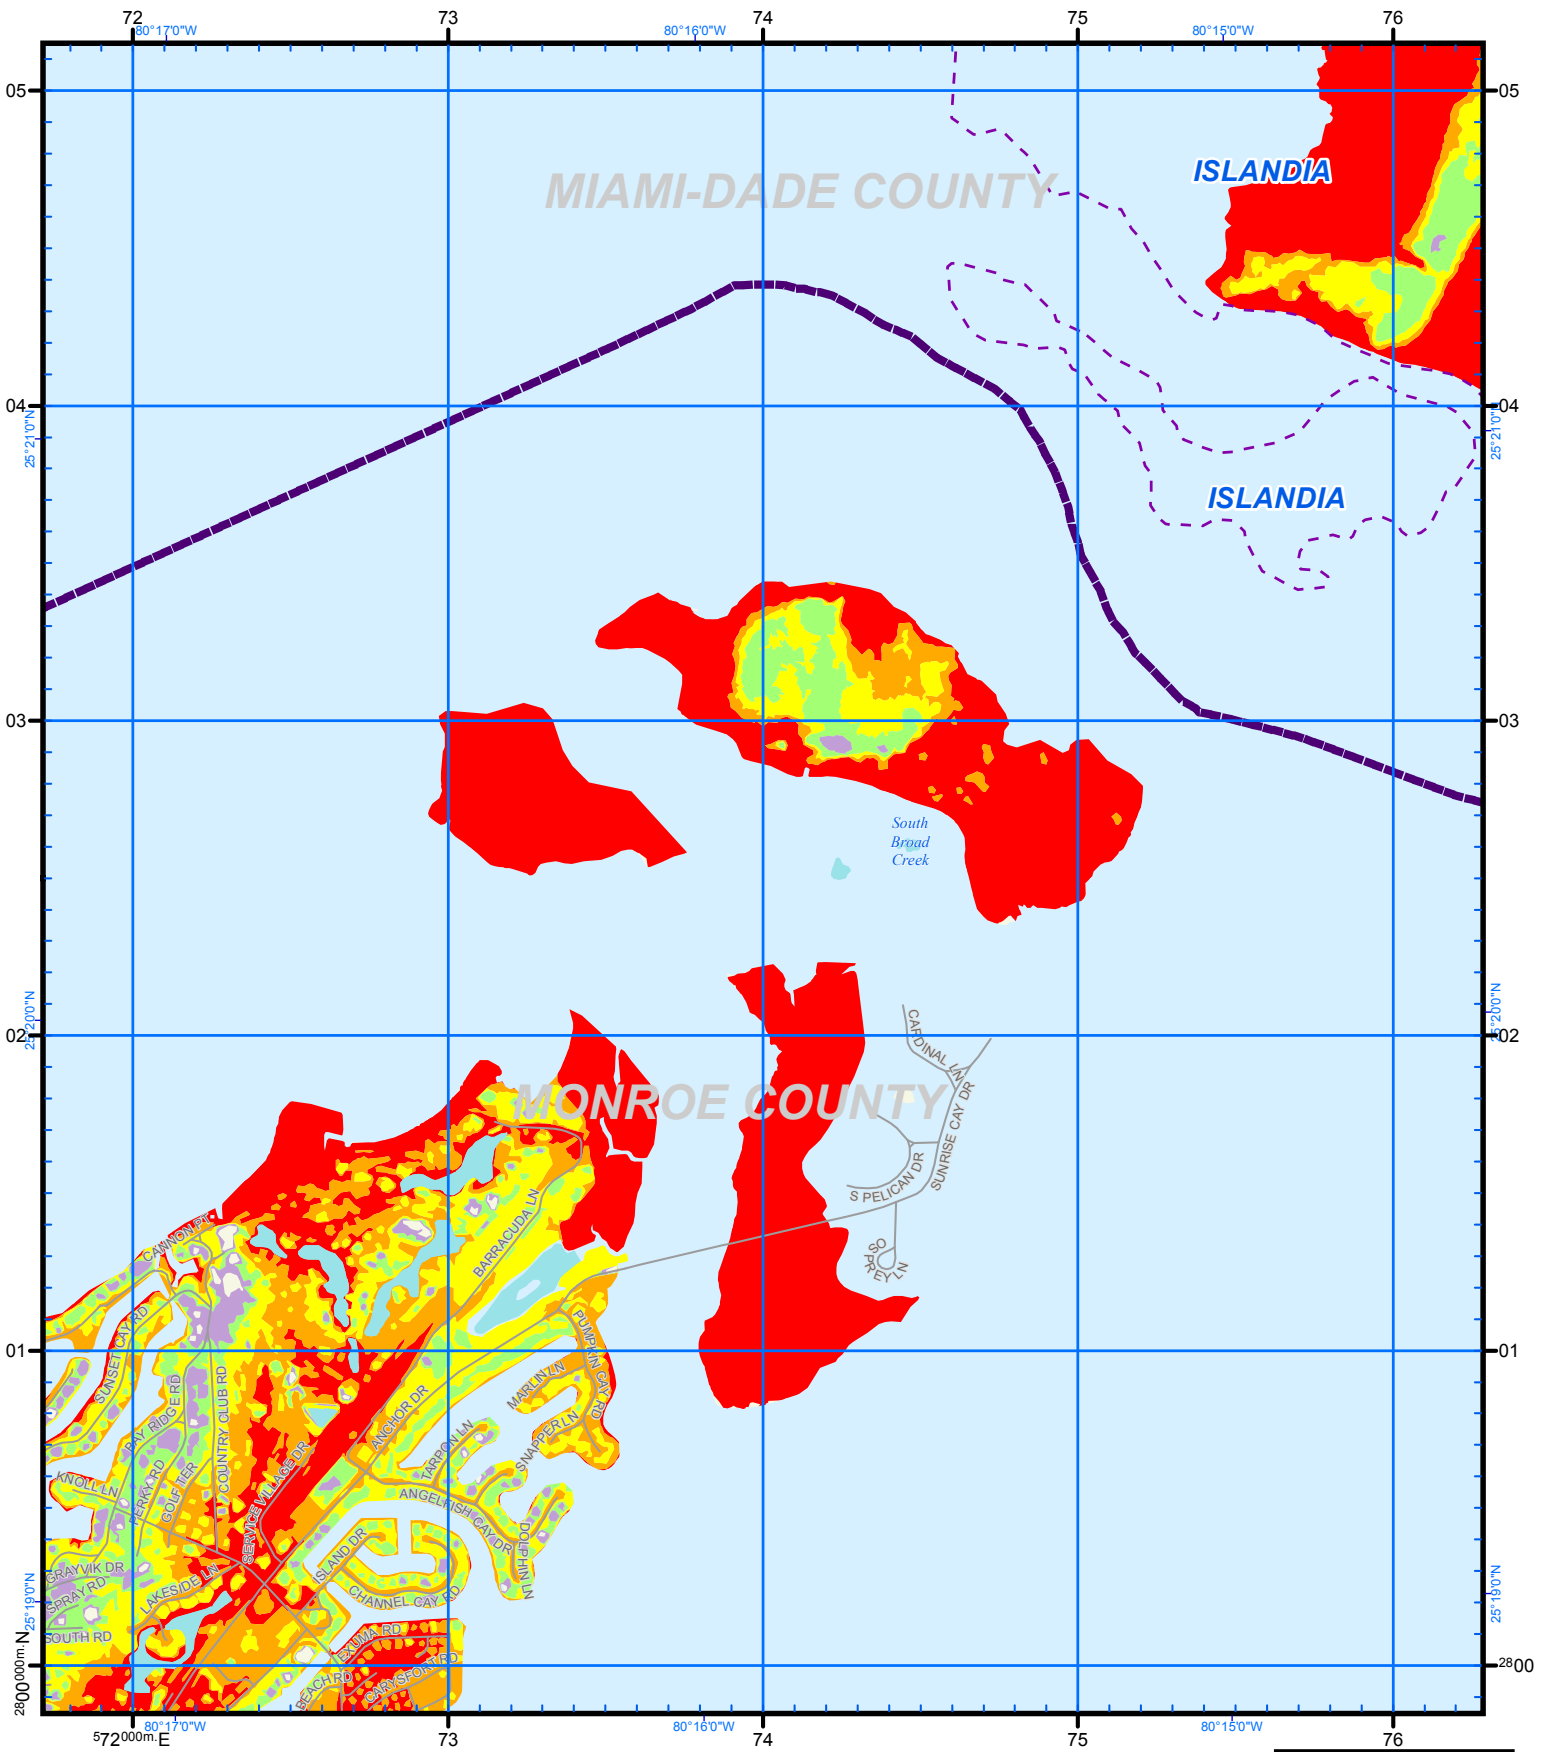 72 73 74 75 76
80°17'0"W 80°16'0"W 80°15'0"W
05 05
ISLANDIA
MIAMI-DADE COUNTY
04 04
25°21'0"N 25°21'0"N
ISLANDIA
03 03
South
Broad
Creek
25°20'0"N 25°20'0"N
02 02
CARDINAL LN
MONROE COUNTY
SUNRISE CAY DR
S PELICAN DR
OSPREY LN
BARRACUDA LN
CANNON PT
SUNSET CAY RD
PUMPKIN CAY RD
01 01
MARLIN LN
BAY RIDGE RD
COUNTRY CLUB RD
ANCHOR DR
SNAPPER LN
TARPON LN
KNOLL LN
PERKY RD
GOLF TER
SERVICE VILLAGE DR
ANGELFISH CAY DR
DOLPHIN LN
ISLAND DR
GRAYVIK DR
SPRAY RD
LAKESIDE LN
CHANNEL CAY RD
25°19'0"N 25°19'0"N
SOUTH RD
EXUMA RD
BEACH RD
CARYSFORT RD
2800000m.N 2800
80°17'0"W 80°16'0"W 80°15'0"W
572000m.E 73 74 75 76